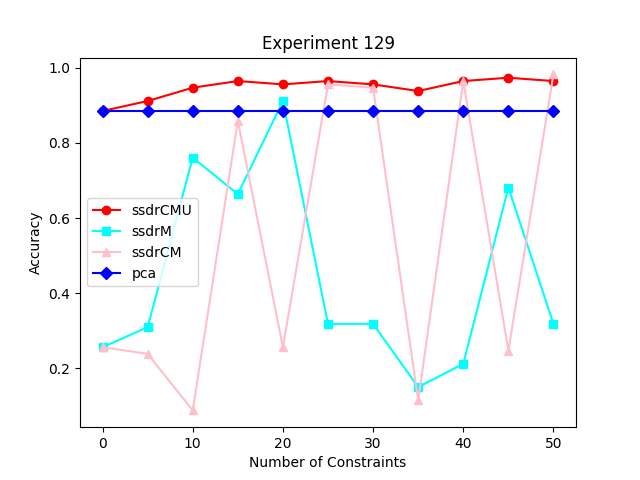 Experiment 129
1.0
0.8
0.6
0.4
0.2
Accuracy
ssdrCMU
ssdrM
ssdrCM
pca
0 10 20 30 40 50
Number of Constraints